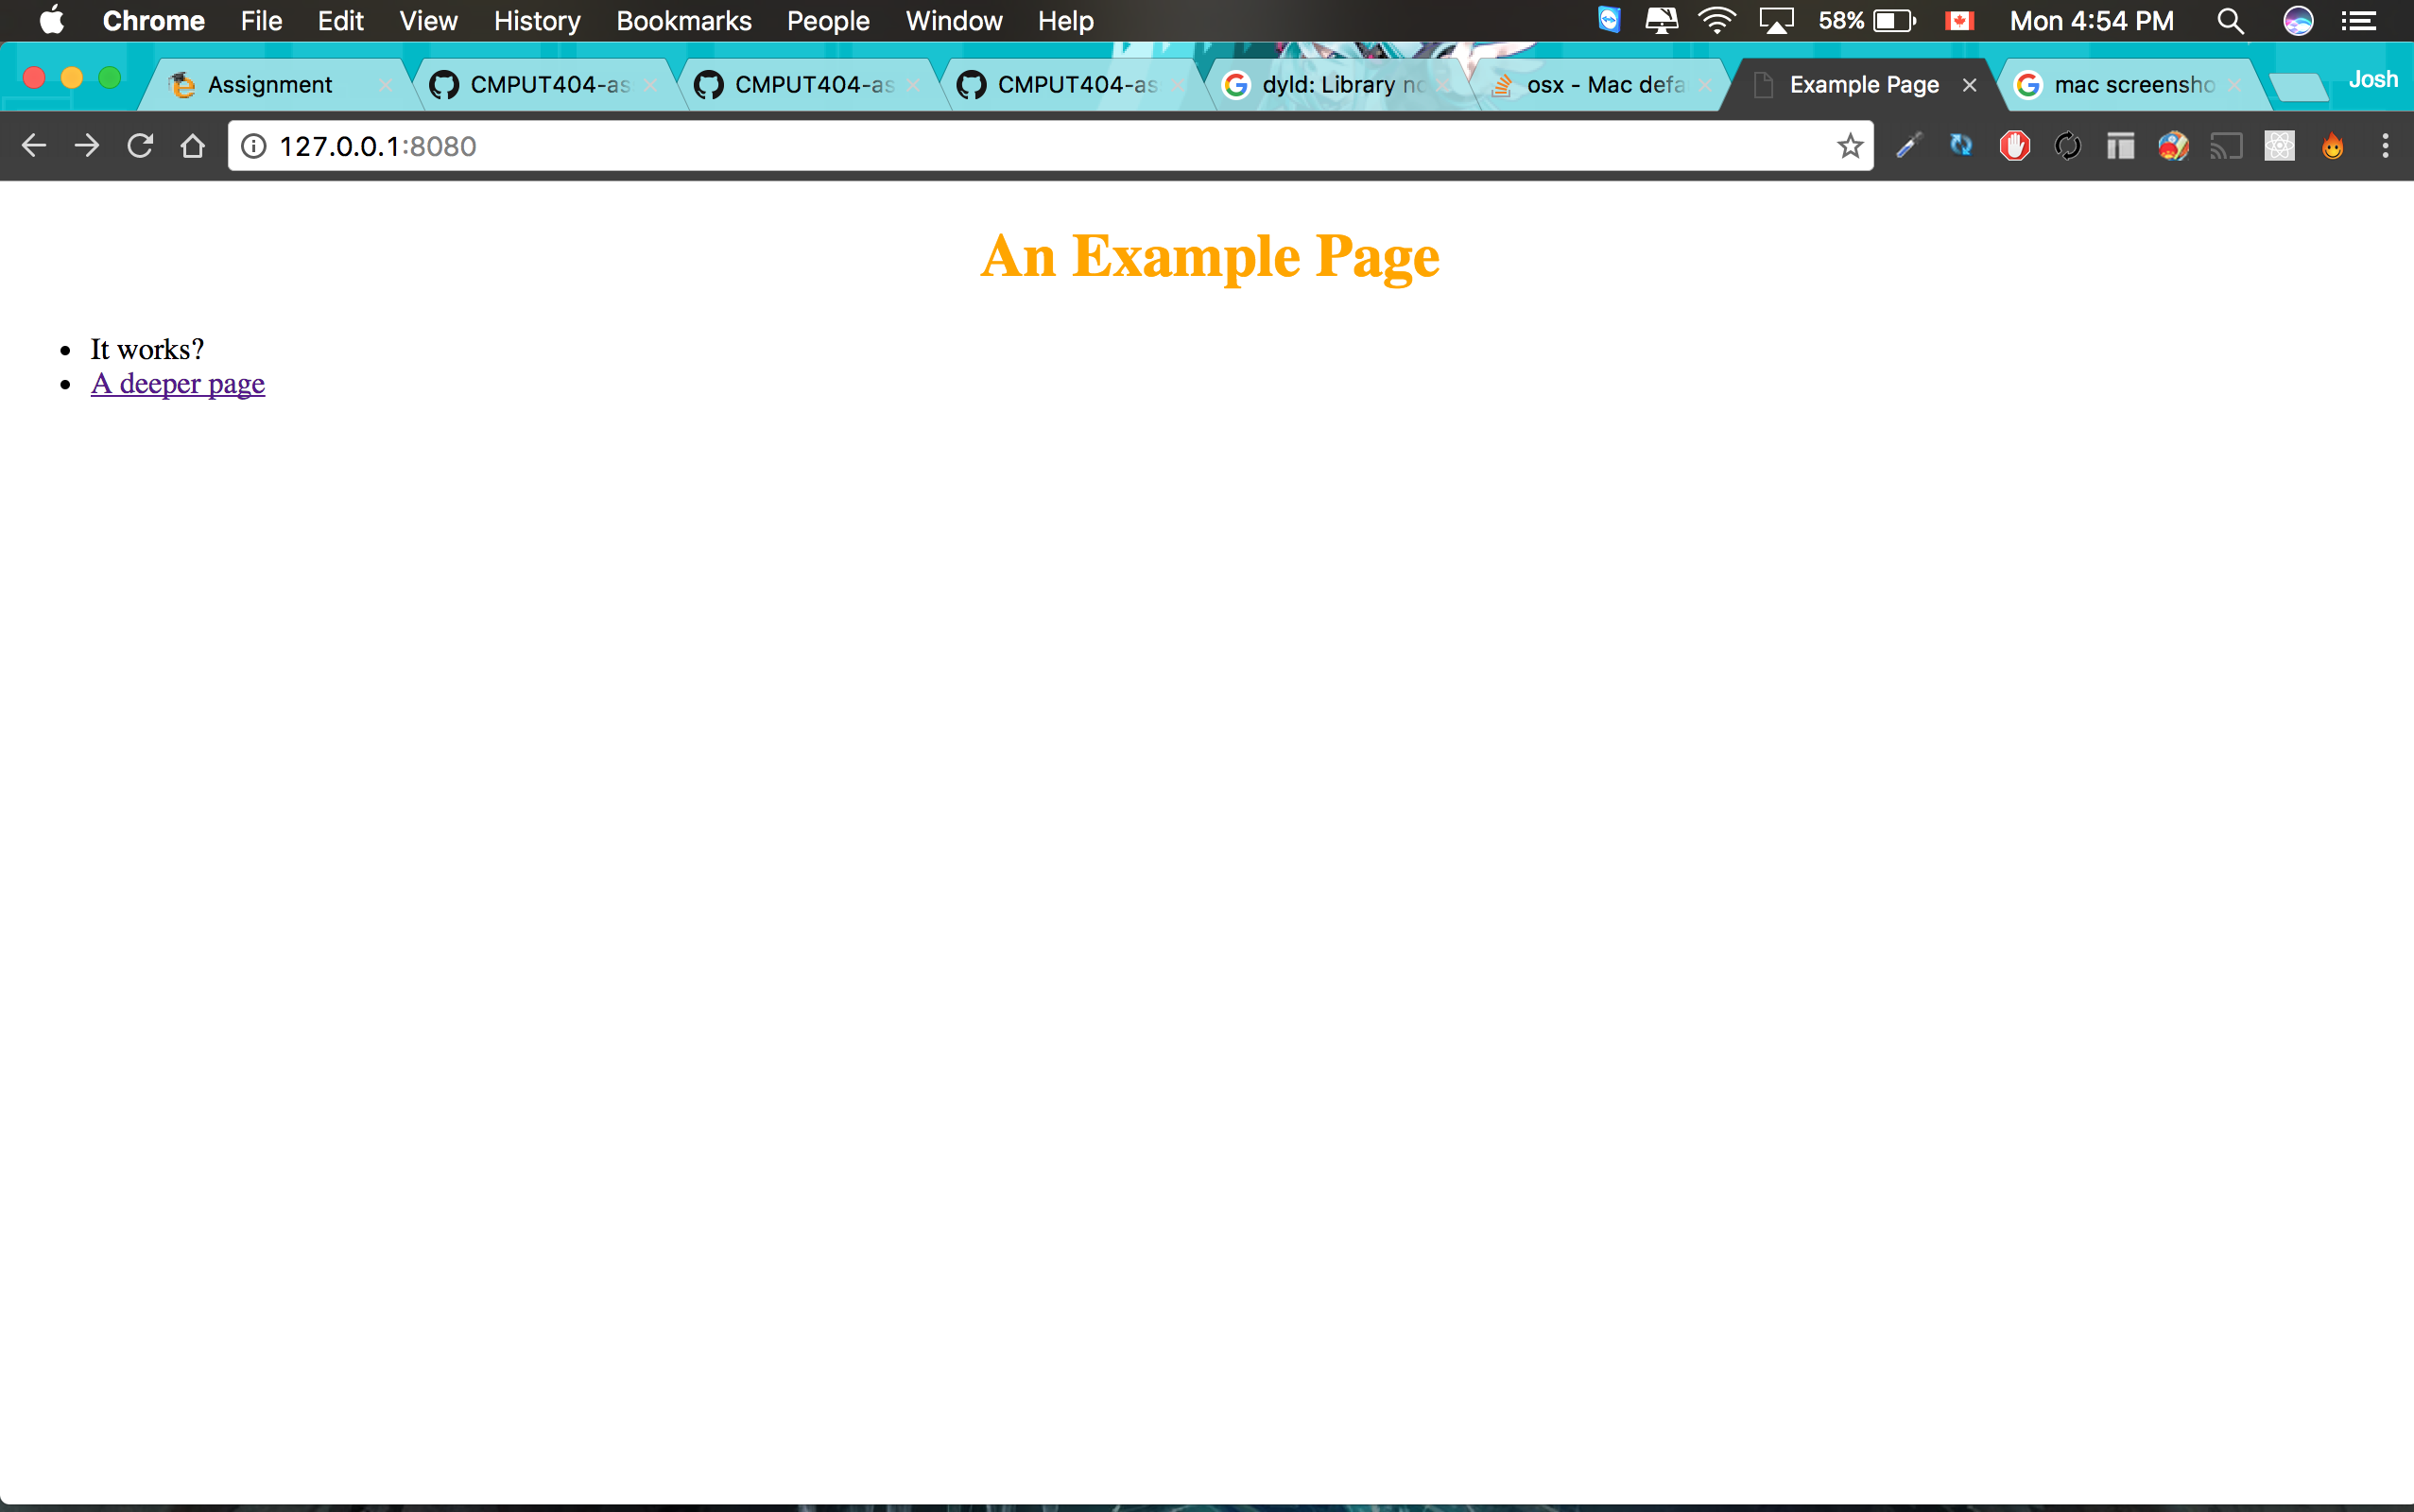 Chrome File Edit View History Bookmarks People Window Help 58% Mon 4:54 PM
Assignment CMPUT404-as CMPUT404-as CMPUT404-as dyld: Library no osx - Mac defa Example Page mac screensho Josh
127.0.0.1:8080
An Example Page
It works?
A deeper page